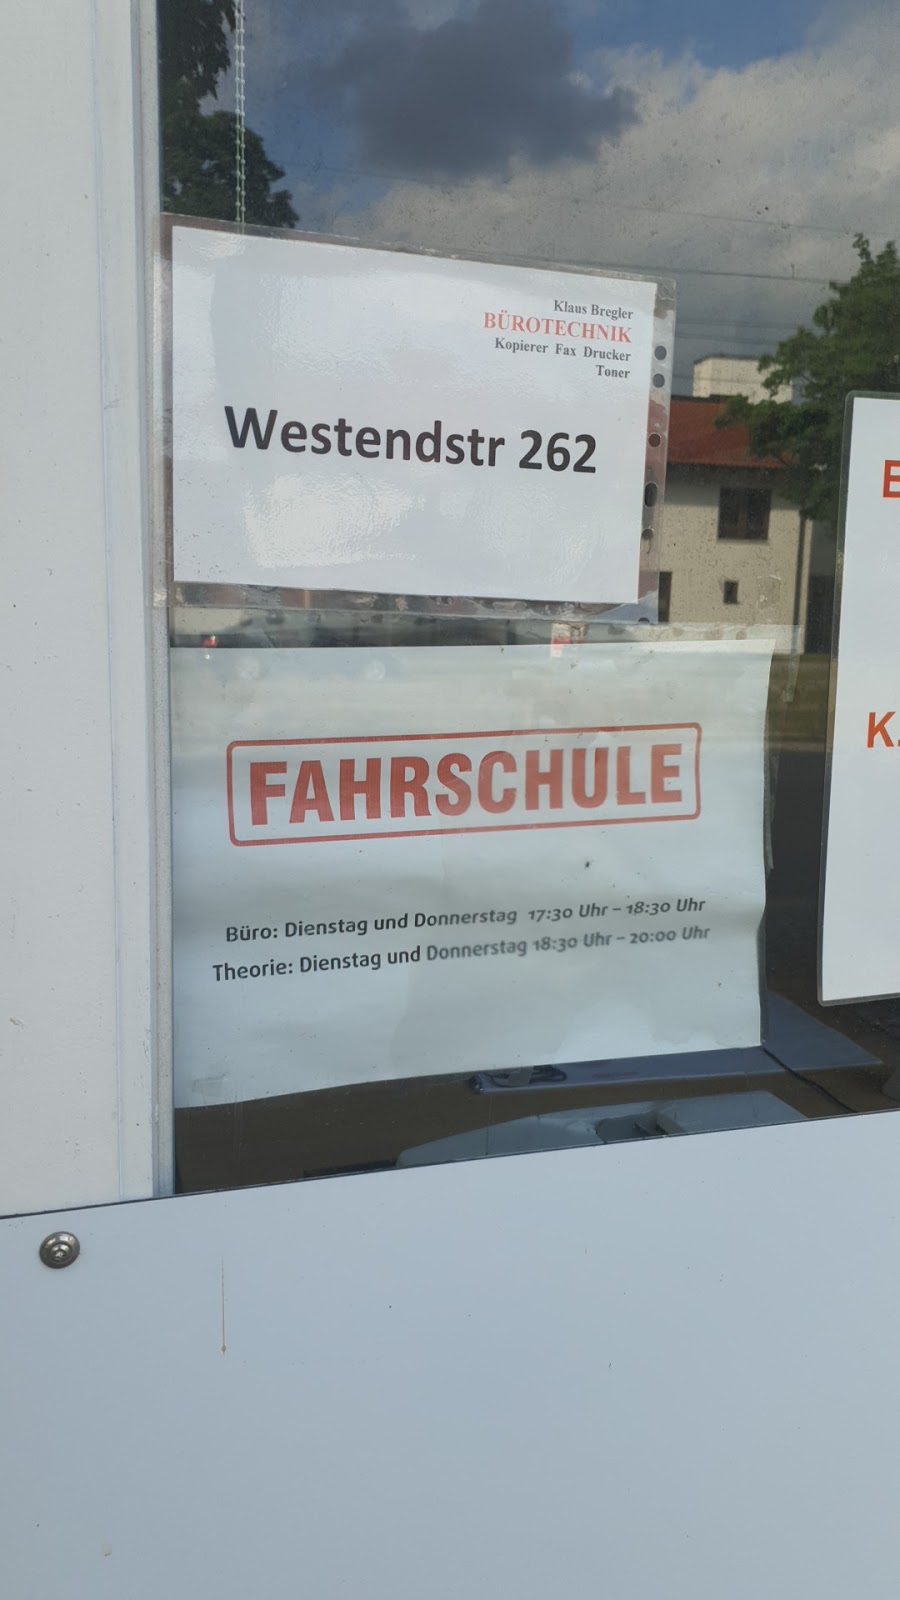 Klaus Bregler
BÜROTECHNIK
Kopierer Fax Drucker
Toner
Westendstr 262
FAHRSCHULE
Büro: Dienstag und Donnerstag 17:30 Uhr – 18:30 Uhr
Theorie: Dienstag und Donnerstag 18:30 Uhr – 20:00 Uhr
K.